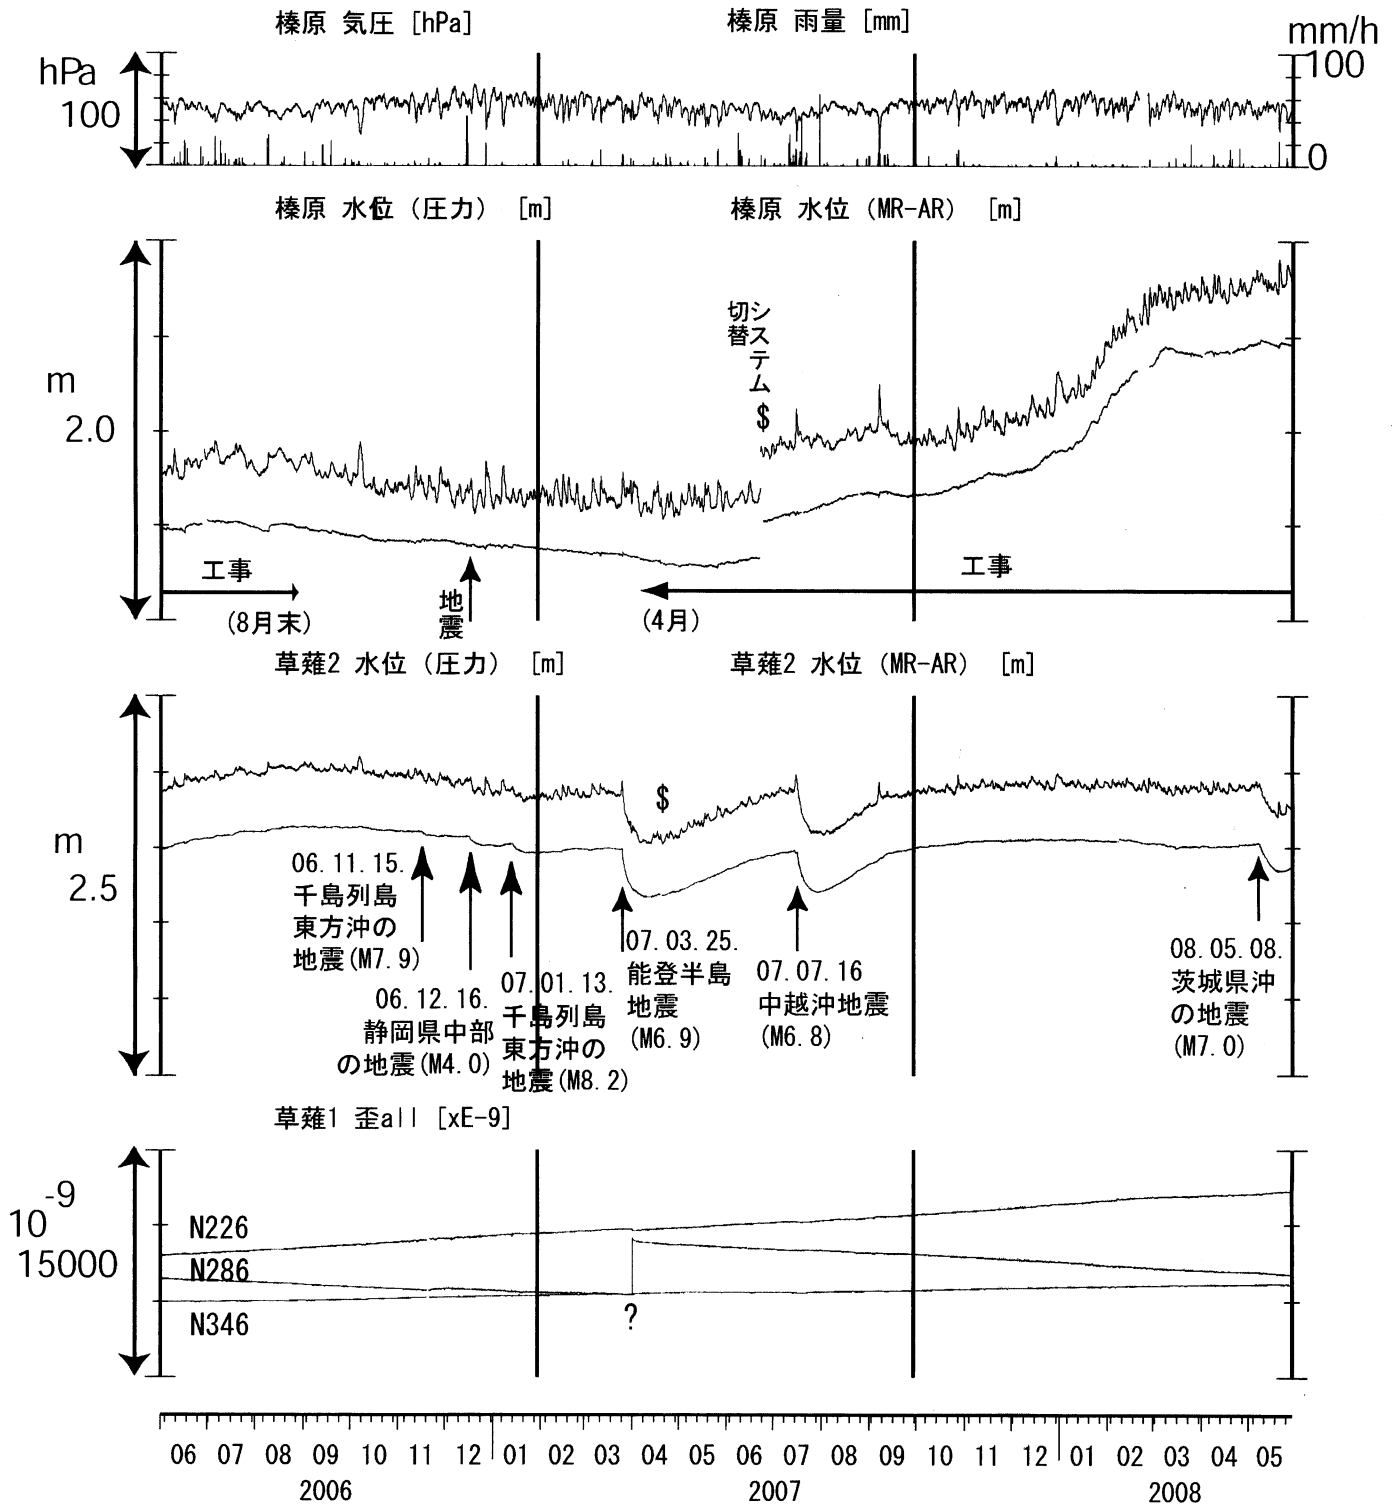 榛原 気圧 [hPa]
榛原 雨量 [mm]
mm/h
hPa
100
100
0
榛原 水位 (圧力) [m]
榛原 水位 (MR-AR) [m]
システム
切替
$
m
2.0
工事
(8月末)
地震
工事
(4月)
草薙2 水位 (圧力) [m]
草薙2 水位 (MR-AR) [m]
$
m
2.5
06.11.15.
千島列島
東方沖の
地震(M7.9)
06.12.16.
静岡県中部
の地震(M4.0)
07.01.13.
千島列島
東方沖の
地震(M8.2)
07.03.25.
能登半島
地震
(M6.9)
07.07.16
中越沖地震
(M6.8)
08.05.08.
茨城県沖
の地震
(M7.0)
草薙1 歪all [xE-9]
10-9
15000
N226
N286
N346
?
06 07 08 09 10 11 12 01 02 03 04 05 06 07 08 09 10 11 12 01 02 03 04 05
2006 2007 2008